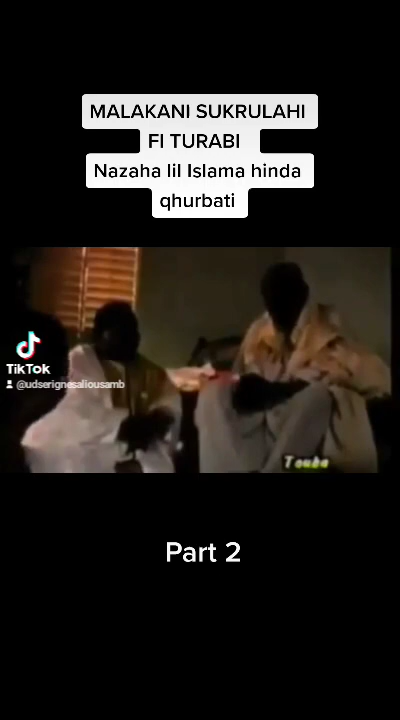 MALAKANI SUKRULAHI
FI TURABI
Nazaha lil Islama hinda
qhurbati
TikTok
@udserignesaliousamb
Touba
Part 2